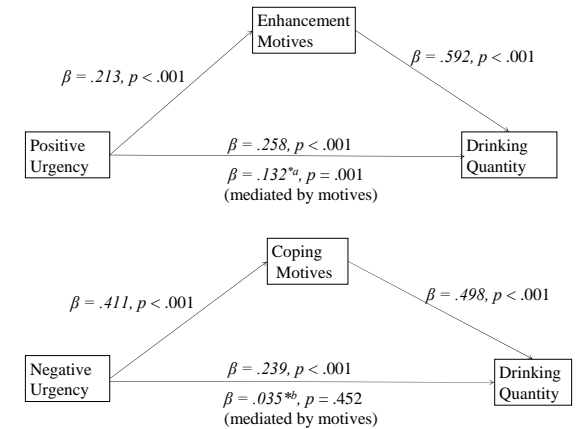 Enhancement
Motives
β = .213, p < .001
β = .592, p < .001
Positive
Urgency
β = .258, p < .001
β = .132*a, p = .001
(mediated by motives)
Drinking
Quantity
Coping
Motives
β = .411, p < .001
β = .498, p < .001
Negative
Urgency
β = .239, p < .001
β = .035*b, p = .452
(mediated by motives)
Drinking
Quantity